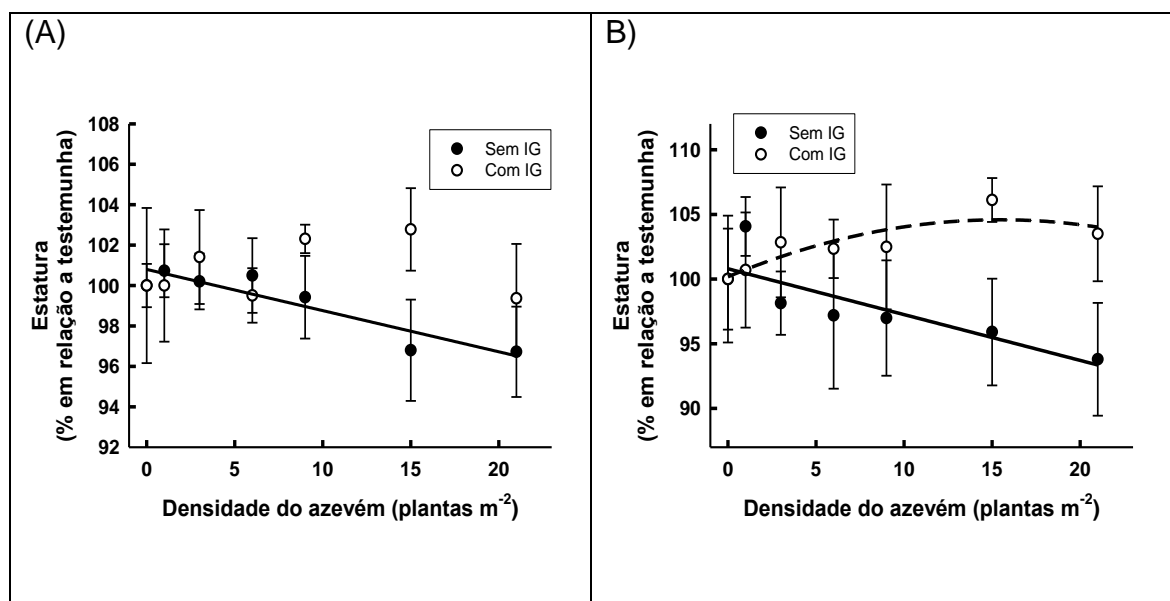 (A)
108
106
104
102
100
98
96
94
92
Estatura
(% em relação a testemunha)
Sem IG
Com IG
0 5 10 15 20
Densidade do azevém (plantas m⁻²)
B)
110
105
100
95
90
Estatura
(% em relação a testemunha)
Sem IG
Com IG
0 5 10 15 20
Densidade do azevém (plantas m⁻²)